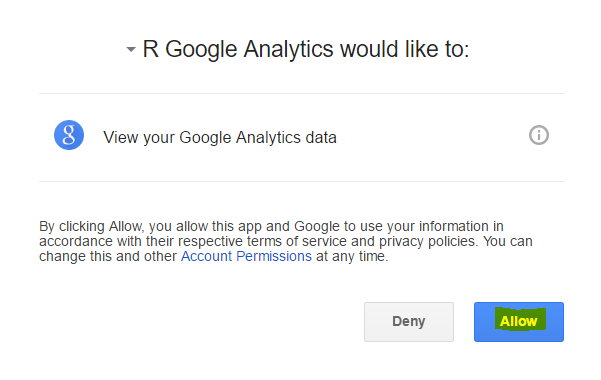 R Google Analytics would like to:
g
View your Google Analytics data
By clicking Allow, you allow this app and Google to use your information in
accordance with their respective terms of service and privacy policies. You can
change this and other Account Permissions at any time.
Deny
Allow